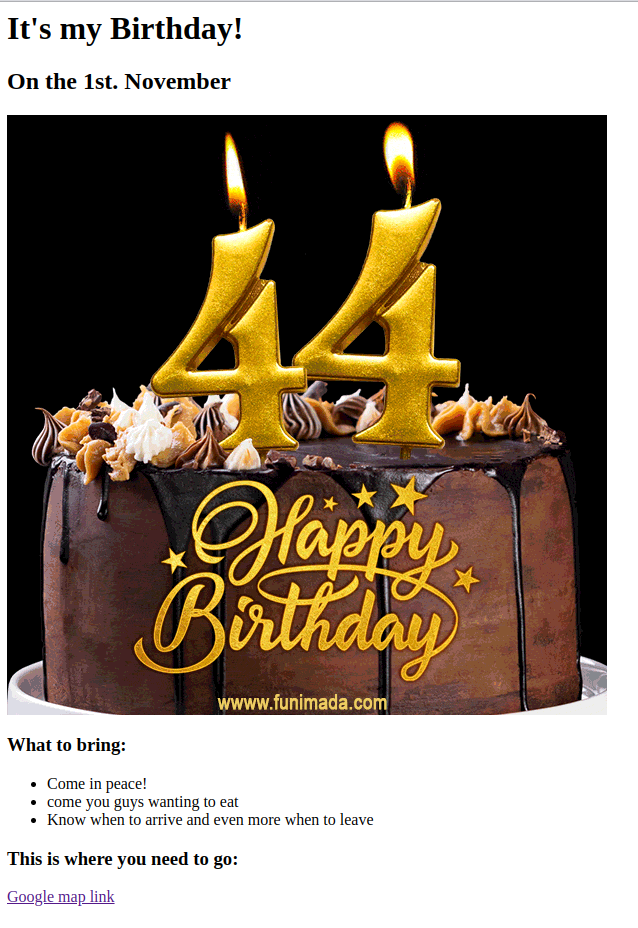 It's my Birthday!
On the 1st. November
44
Happy
Birthday
wwww.funimada.com
What to bring:
Come in peace!
come you guys wanting to eat
Know when to arrive and even more when to leave
This is where you need to go:
Google map link